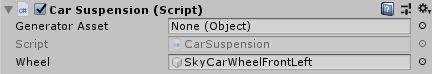 Car Suspension (Script)
Generator Asset None (Object)
Script CarSuspension
Wheel SkyCarWheelFrontLeft